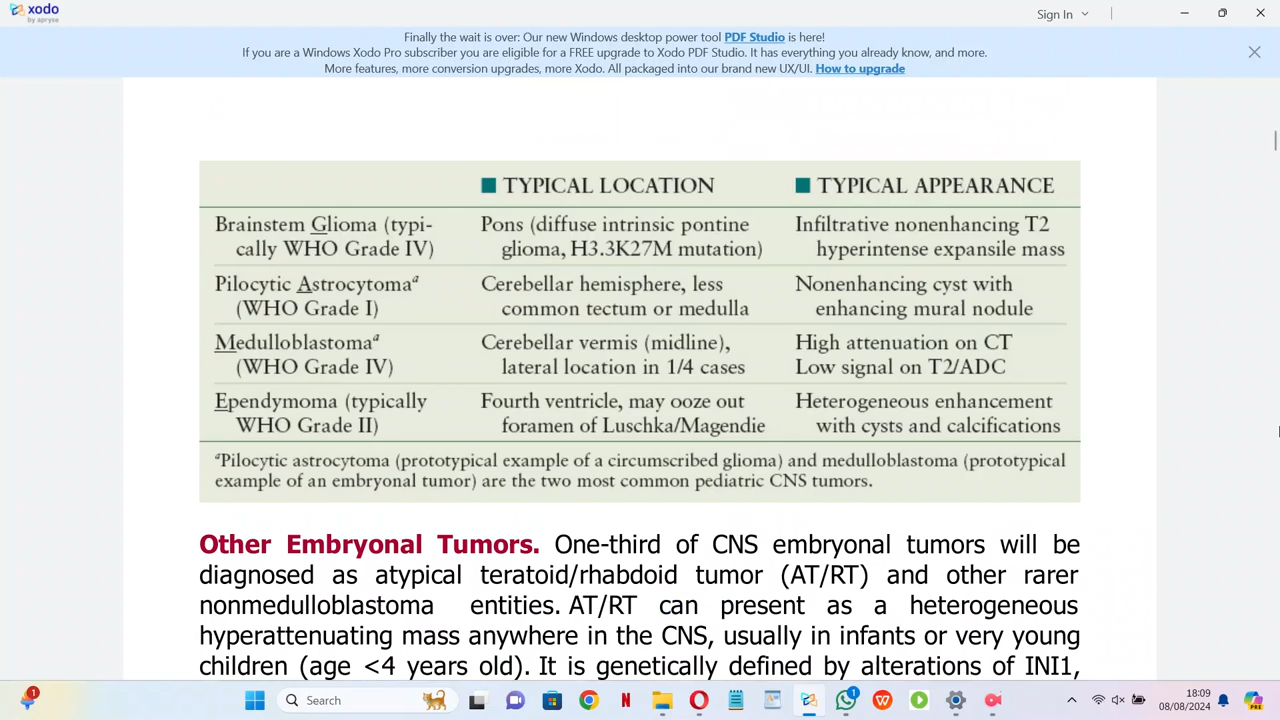 xodo
by apryse
Sign In
Finally the wait is over: Our new Windows desktop power tool PDF Studio is here!
If you are a Windows Xodo Pro subscriber you are eligible for a FREE upgrade to Xodo PDF Studio. It has everything you already know, and more.
More features, more conversion upgrades, more Xodo. All packaged into our brand new UX/UI. How to upgrade
TYPICAL LOCATION TYPICAL APPEARANCE
Brainstem Glioma (typi- Pons (diffuse intrinsic pontine Infiltrative nonenhancing T2
cally WHO Grade IV) glioma, H3.3K27M mutation) hyperintense expansile mass
Pilocytic Astrocytomaª Cerebellar hemisphere, less Nonenhancing cyst with
(WHO Grade I) common tectum or medulla enhancing mural nodule
Medulloblastomaª Cerebellar vermis (midline), High attenuation on CT
(WHO Grade IV) lateral location in 1/4 cases Low signal on T2/ADC
Ependymoma (typically Fourth ventricle, may ooze out Heterogeneous enhancement
WHO Grade II) foramen of Luschka/Magendie with cysts and calcifications
ªPilocytic astrocytoma (prototypical example of a circumscribed glioma) and medulloblastoma (prototypical
example of an embryonal tumor) are the two most common pediatric CNS tumors.
Other Embryonal Tumors. One-third of CNS embryonal tumors will be
diagnosed as atypical teratoid/rhabdoid tumor (AT/RT) and other rarer
nonmedulloblastoma entities. AT/RT can present as a heterogeneous
hyperattenuating mass anywhere in the CNS, usually in infants or very young
children (age <4 years old). It is genetically defined by alterations of INI1,
1
Search
1
18:09
08/08/2024
PRE